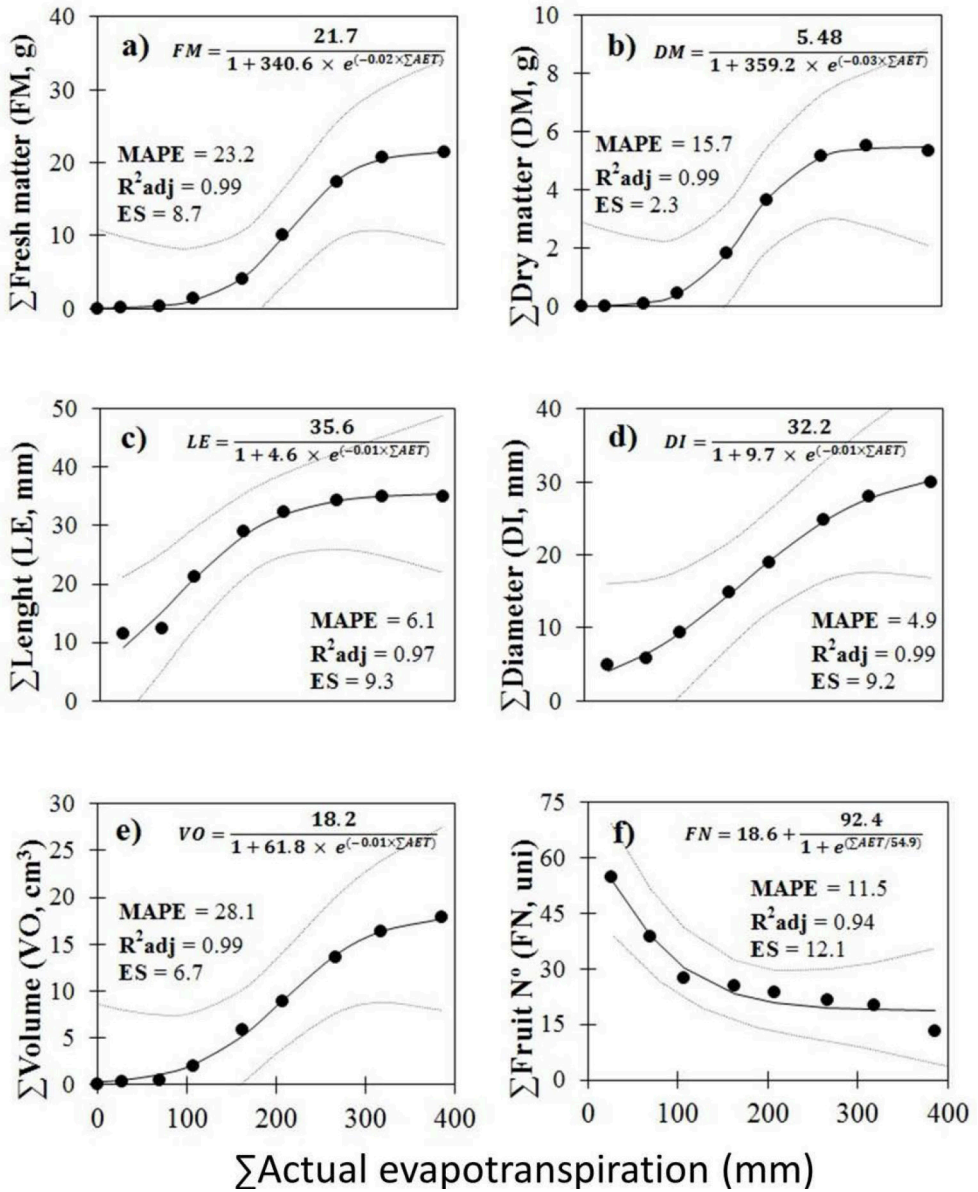 a) FM = 21.7 / 1 + 340.6 × e^(-0.02×∑AET)
MAPE = 23.2
R²adj = 0.99
ES = 8.7
∑Fresh matter (FM, g)
40
30
20
10
0
b) DM = 5.48 / 1 + 359.2 × e^(-0.03×∑AET)
MAPE = 15.7
R²adj = 0.99
ES = 2.3
∑Dry matter (DM, g)
10
8
6
4
2
0
c) LE = 35.6 / 1 + 4.6 × e^(-0.01×∑AET)
MAPE = 6.1
R²adj = 0.97
ES = 9.3
∑Lenght (LE, mm)
50
40
30
20
10
0
d) DI = 32.2 / 1 + 9.7 × e^(-0.01×∑AET)
MAPE = 4.9
R²adj = 0.99
ES = 9.2
∑Diameter (DI, mm)
40
30
20
10
0
e) VO = 18.2 / 1 + 61.8 × e^(-0.01×∑AET)
MAPE = 28.1
R²adj = 0.99
ES = 6.7
∑Volume (VO, cm³)
30
25
20
15
10
5
0
0 100 200 300 400
f) FN = 18.6 + 92.4 / 1 + e^(∑AET/54.9)
MAPE = 11.5
R²adj = 0.94
ES = 12.1
∑Fruit Nº (FN, uni)
75
60
45
30
15
0
0 100 200 300 400
∑Actual evapotranspiration (mm)